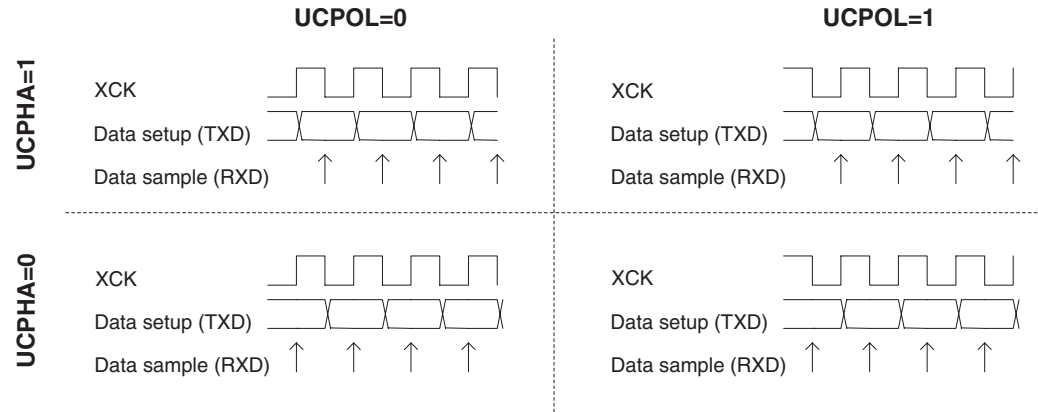 UCPOL=0
UCPOL=1
UCPHA=1
XCK
Data setup (TXD)
Data sample (RXD)
XCK
Data setup (TXD)
Data sample (RXD)
UCPHA=0
XCK
Data setup (TXD)
Data sample (RXD)
XCK
Data setup (TXD)
Data sample (RXD)